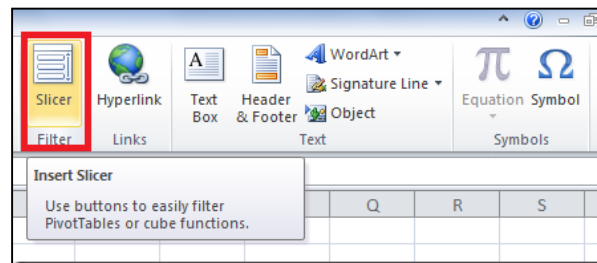 WordArt
Signature Line
Object
Slicer
Hyperlink
Text
Box
Header
& Footer
Equation
Symbol
Filter
Links
Text
Symbols
Insert Slicer
Use buttons to easily filter
PivotTables or cube functions.
Q
R
S